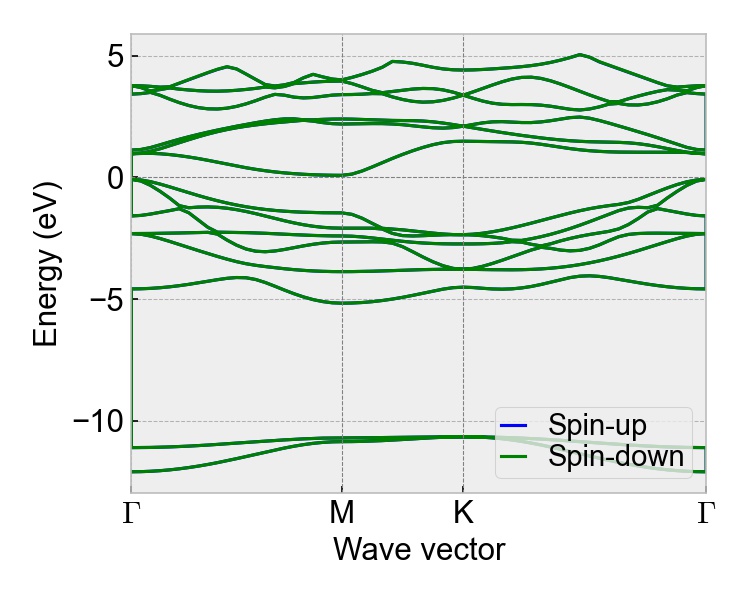 5
0
−5
−10
Energy (eV)
Spin-up
Spin-down
Γ M K Γ
Wave vector